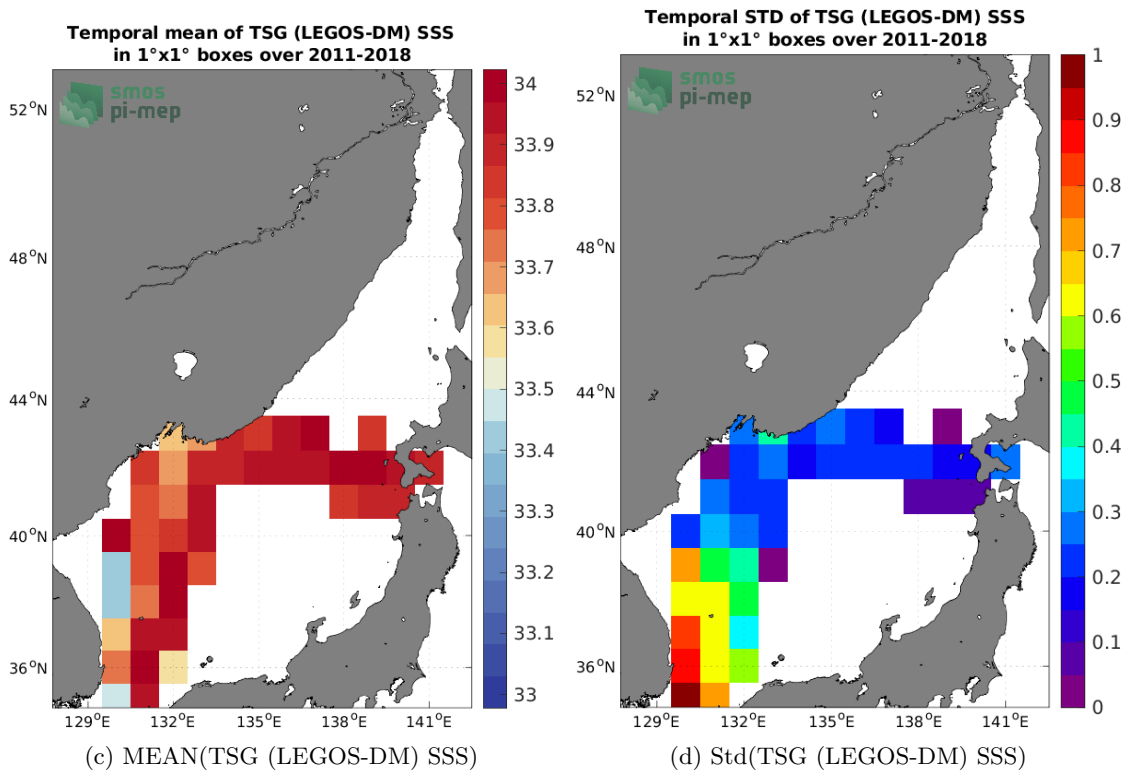 Temporal mean of TSG (LEGOS-DM) SSS
in 1°x1° boxes over 2011-2018
smos
pi-mep
52°N
48°N
44°N
40°N
36°N
129°E 132°E 135°E 138°E 141°E
34
33.9
33.8
33.7
33.6
33.5
33.4
33.3
33.2
33.1
33
(c) MEAN(TSG (LEGOS-DM) SSS)
Temporal STD of TSG (LEGOS-DM) SSS
in 1°x1° boxes over 2011-2018
smos
pi-mep
52°N
48°N
44°N
40°N
36°N
129°E 132°E 135°E 138°E 141°E
1
0.9
0.8
0.7
0.6
0.5
0.4
0.3
0.2
0.1
0
(d) Std(TSG (LEGOS-DM) SSS)